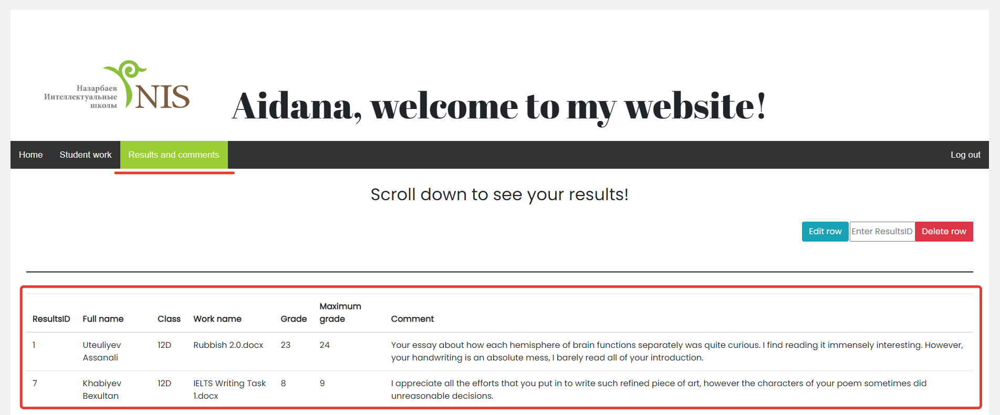 Назарбаев
Интеллектуальные
школы
NIS
Aidana, welcome to my website!
Home Student work Results and comments Log out
Scroll down to see your results!
Edit row Enter ResultsID Delete row
ResultsID Full name Class Work name Grade Maximum grade Comment
1 Uteuliyev Assanali 12D Rubbish 2.0.docx 23 24 Your essay about how each hemisphere of brain functions separately was quite curious. I find reading it immensely interesting. However,
your handwriting is an absolute mess, I barely read all of your introduction.
7 Khabiyev Bexultan 12D IELTS Writing Task 1.docx 8 9 I appreciate all the efforts that you put in to write such refined piece of art, however the characters of your poem sometimes did
unreasonable decisions.